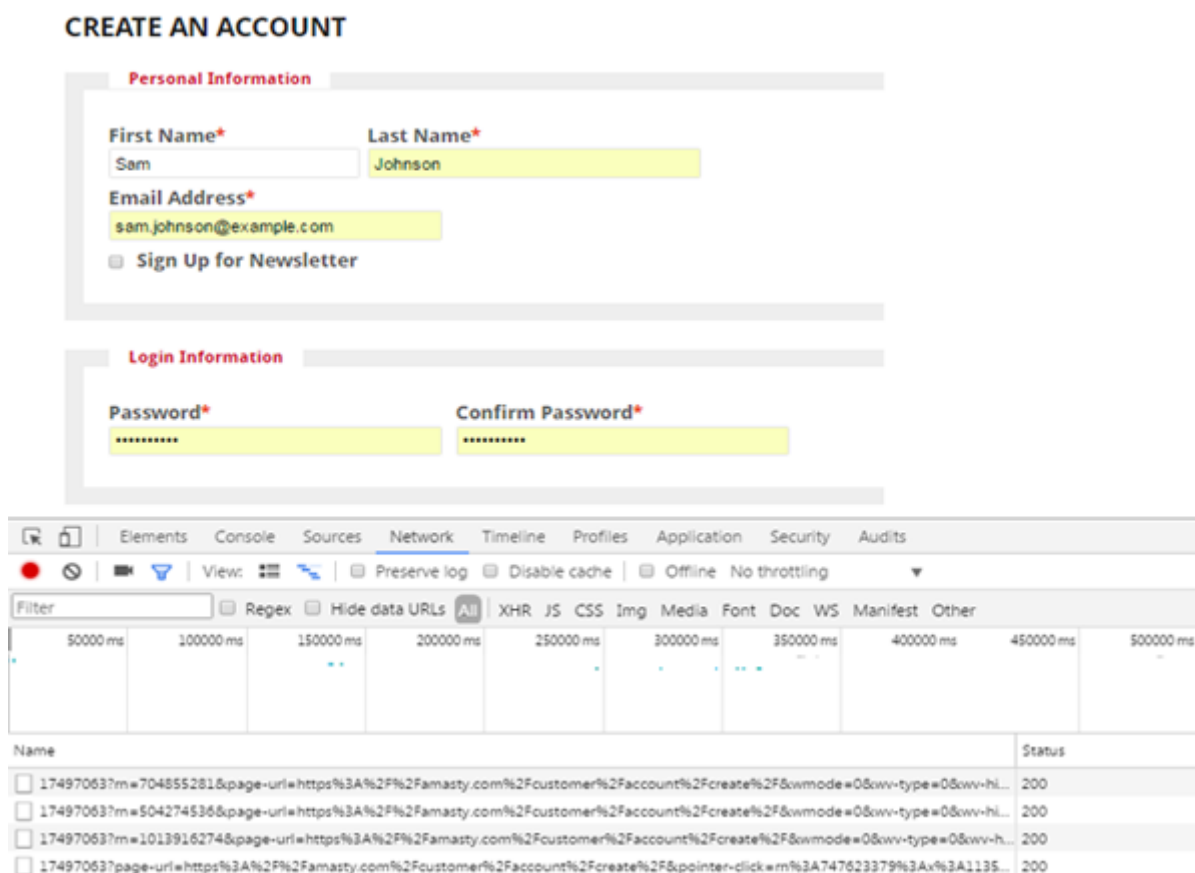 CREATE AN ACCOUNT
Personal Information
First Name* Last Name*
Sam Johnson
Email Address*
sam.johnson@example.com
Sign Up for Newsletter
Login Information
Password* Confirm Password*
•••••••••• ••••••••••
Elements Console Sources Network Timeline Profiles Application Security Audits
View: Preserve log Disable cache Offline No throttling
Filter Regex Hide data URLs All XHR JS CSS Img Media Font Doc WS Manifest Other
50000 ms 100000 ms 150000 ms 200000 ms 250000 ms 300000 ms 350000 ms 400000 ms 450000 ms 500000 ms
Name Status
17497063?rn=704855281&page-url=https%3A%2F%2Famasty.com%2Fcustomer%2Faccount%2Fcreate%2F&wmode=0&wv-type=0&wv-hi... 200
17497063?rn=504274536&page-url=https%3A%2F%2Famasty.com%2Fcustomer%2Faccount%2Fcreate%2F&wmode=0&wv-type=0&wv-hi... 200
17497063?rn=1013916274&page-url=https%3A%2F%2Famasty.com%2Fcustomer%2Faccount%2Fcreate%2F&wmode=0&wv-type=0&wv-h... 200
17497063?page-url=https%3A%2F%2Famasty.com%2Fcustomer%2Faccount%2Fcreate%2F&pointer-click=rn%3A747623379%3Ax%3A1135... 200